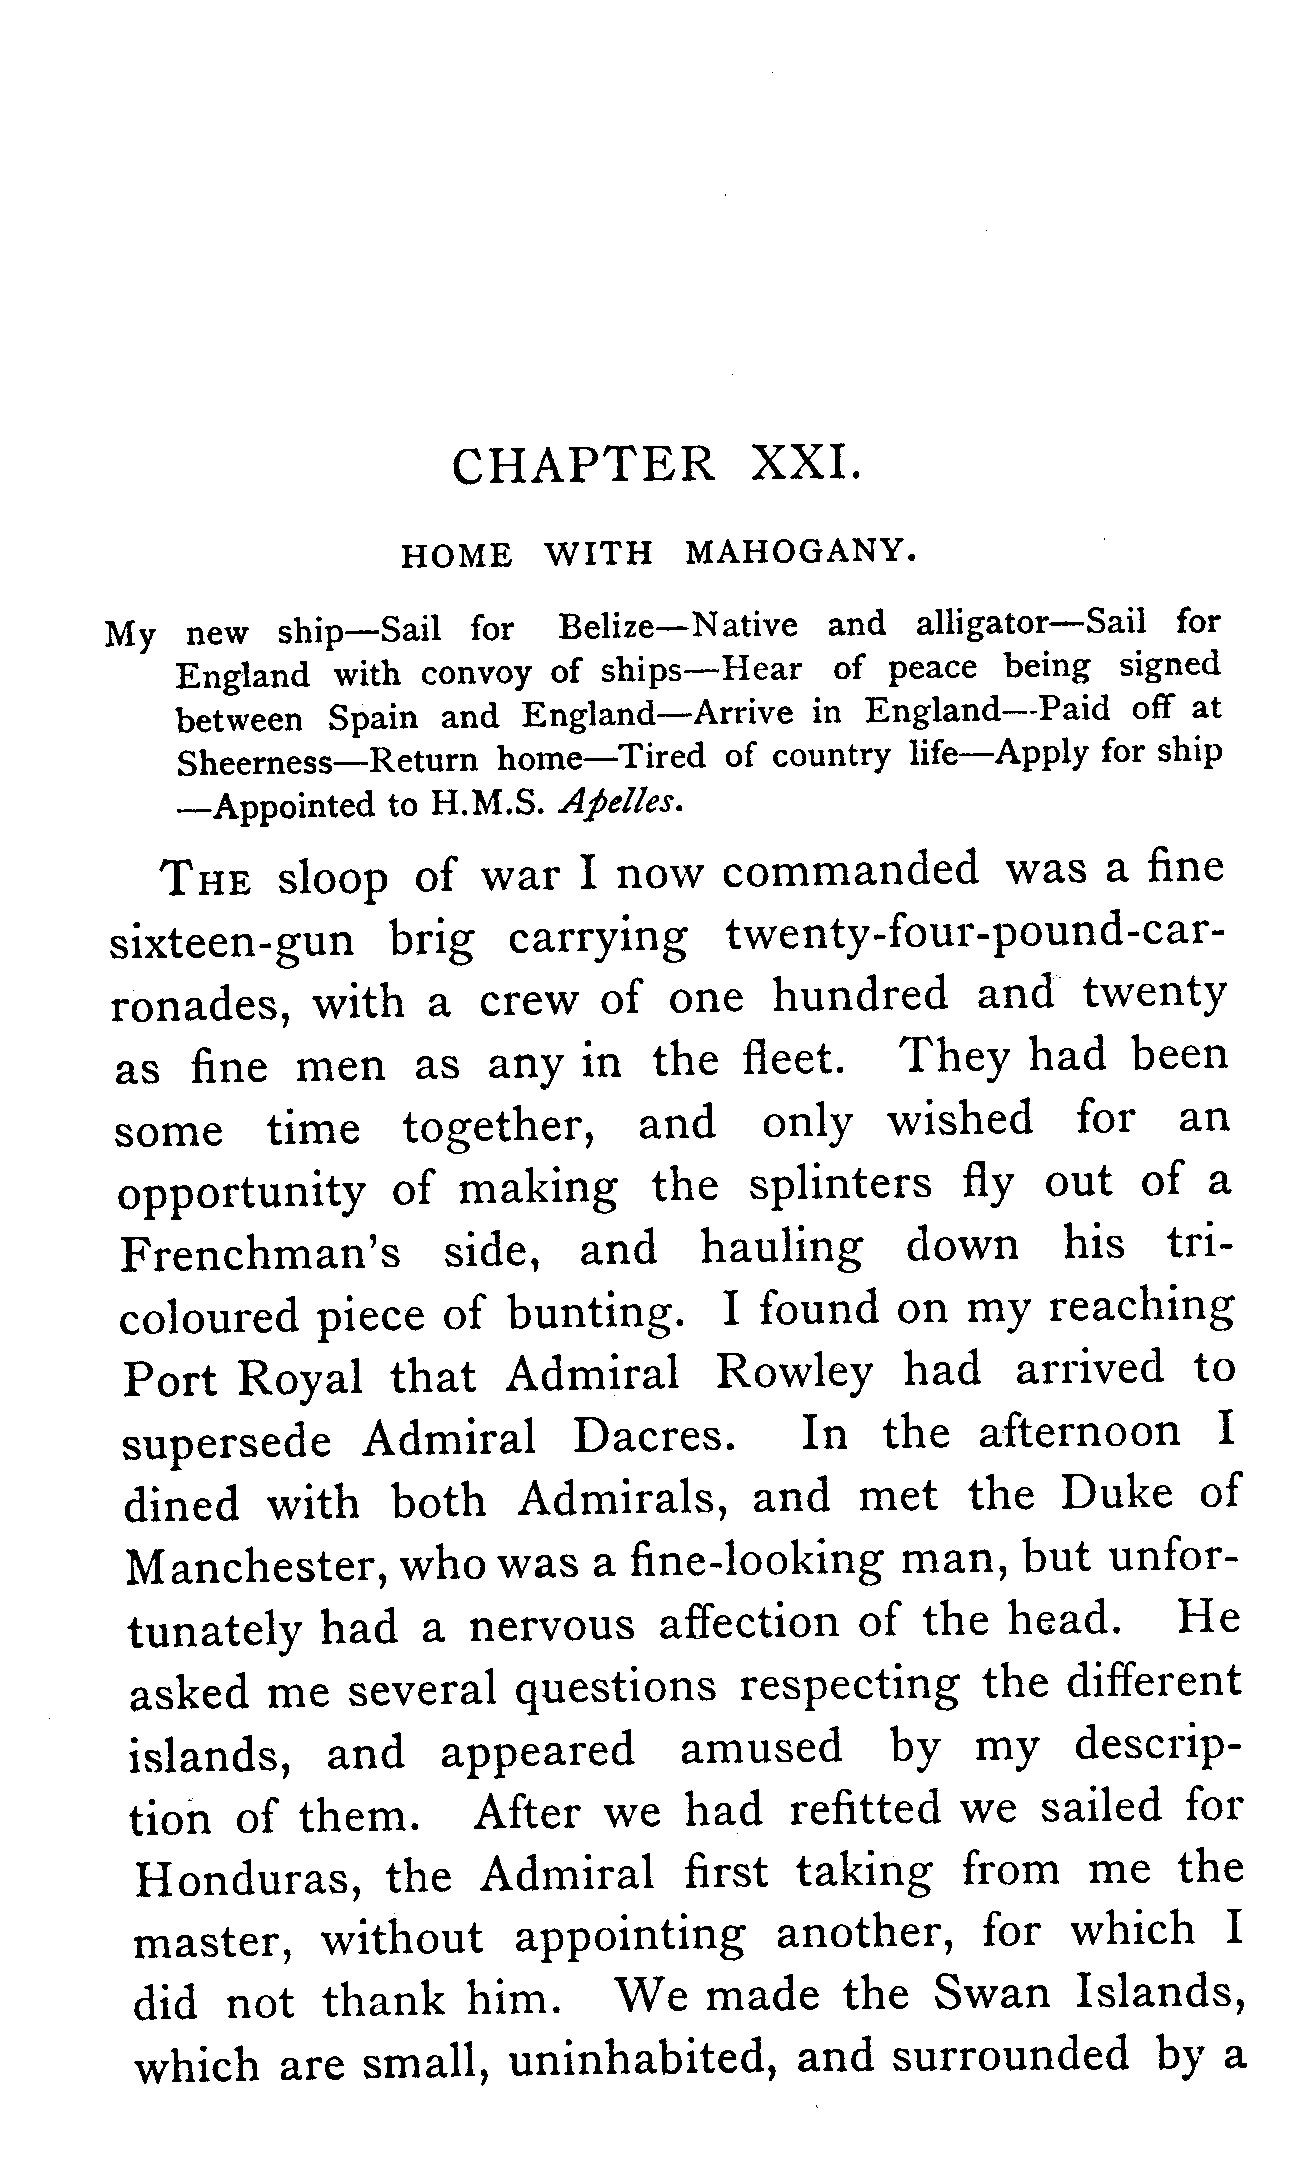 CHAPTER XXI.
HOME WITH MAHOGANY.
My new ship—Sail for Belize—Native and alligator—Sail for
England with convoy of ships—Hear of peace being signed
between Spain and England—Arrive in England—Paid off at
Sheerness—Return home—Tired of country life—Apply for ship
—Appointed to H.M.S. Apelles.
THE sloop of war I now commanded was a fine
sixteen-gun brig carrying twenty-four-pound-car-
ronades, with a crew of one hundred and twenty
as fine men as any in the fleet. They had been
some time together, and only wished for an
opportunity of making the splinters fly out of a
Frenchman's side, and hauling down his tri-
coloured piece of bunting. I found on my reaching
Port Royal that Admiral Rowley had arrived to
supersede Admiral Dacres. In the afternoon I
dined with both Admirals, and met the Duke of
Manchester, who was a fine-looking man, but unfor-
tunately had a nervous affection of the head. He
asked me several questions respecting the different
islands, and appeared amused by my descrip-
tion of them. After we had refitted we sailed for
Honduras, the Admiral first taking from me the
master, without appointing another, for which I
did not thank him. We made the Swan Islands,
which are small, uninhabited, and surrounded by a